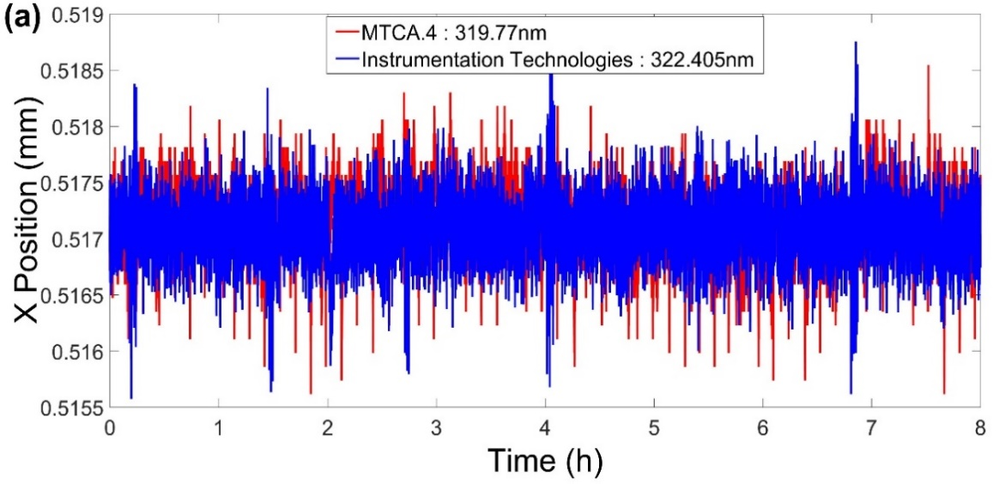 (a)
0.519
0.5185
0.518
0.5175
0.517
0.5165
0.516
0.5155
X Position (mm)
MTCA.4 : 319.77nm
Instrumentation Technologies : 322.405nm
0 1 2 3 4 5 6 7 8
Time (h)